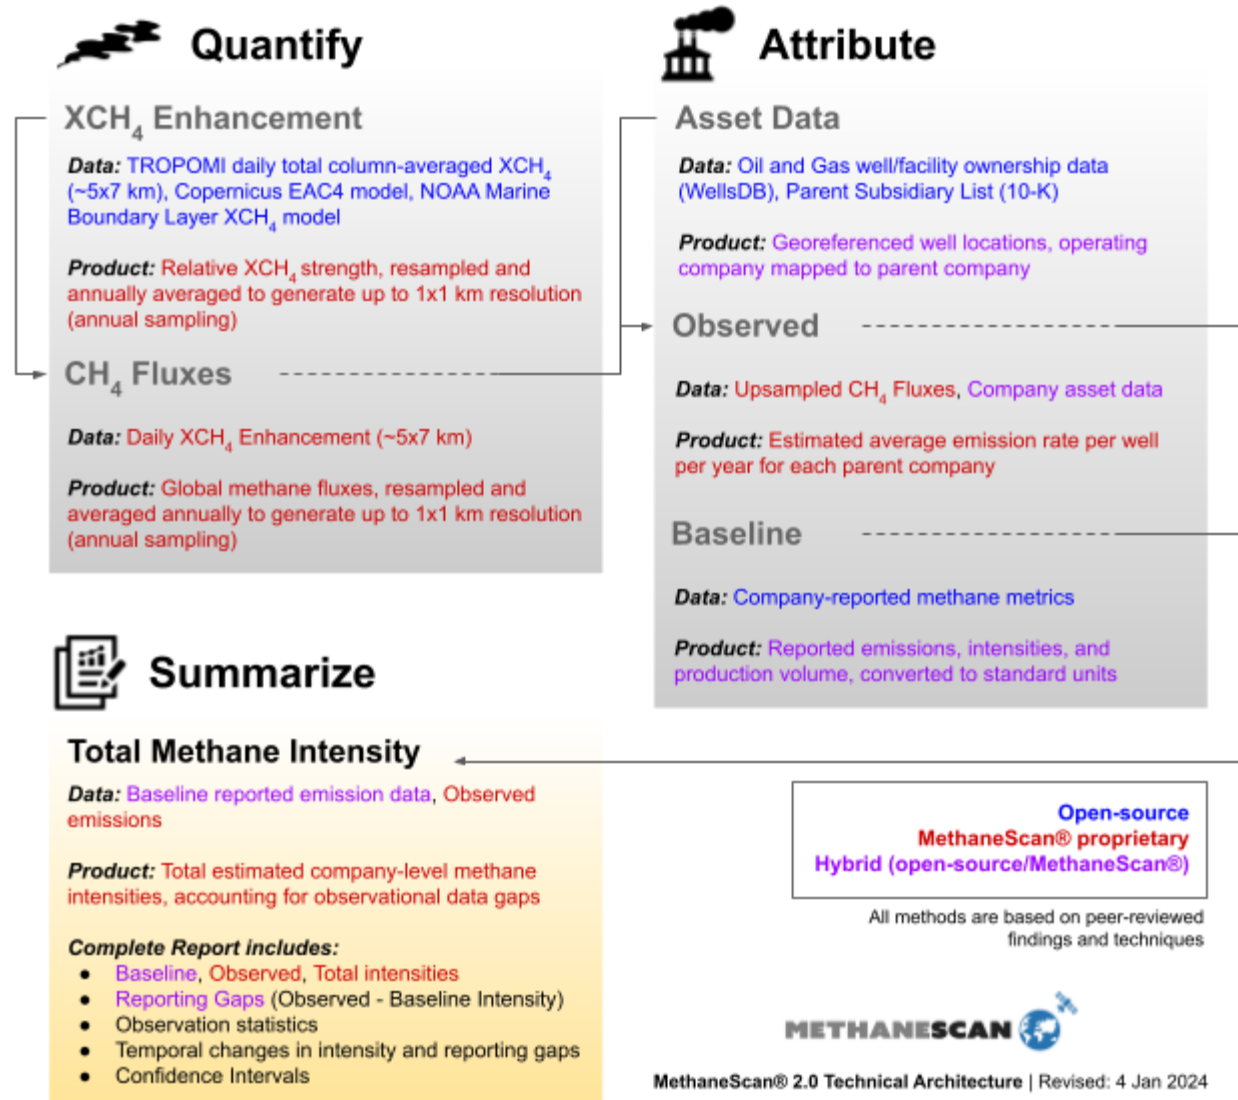 Quantify
XCH4 Enhancement
Data: TROPOMI daily total column-averaged XCH4
(~5x7 km), Copernicus EAC4 model, NOAA Marine
Boundary Layer XCH4 model
Product: Relative XCH4 strength, resampled and
annually averaged to generate up to 1x1 km resolution
(annual sampling)
CH4 Fluxes
Data: Daily XCH4 Enhancement (~5x7 km)
Product: Global methane fluxes, resampled and
averaged annually to generate up to 1x1 km resolution
(annual sampling)
Attribute
Asset Data
Data: Oil and Gas well/facility ownership data
(WellsDB), Parent Subsidiary List (10-K)
Product: Georeferenced well locations, operating
company mapped to parent company
Observed
Data: Upsampled CH4 Fluxes, Company asset data
Product: Estimated average emission rate per well
per year for each parent company
Baseline
Data: Company-reported methane metrics
Product: Reported emissions, intensities, and
production volume, converted to standard units
Summarize
Total Methane Intensity
Data: Baseline reported emission data, Observed
emissions
Product: Total estimated company-level methane
intensities, accounting for observational data gaps
Complete Report includes:
● Baseline, Observed, Total intensities
● Reporting Gaps (Observed - Baseline Intensity)
● Observation statistics
● Temporal changes in intensity and reporting gaps
● Confidence Intervals
Open-source
MethaneScan® proprietary
Hybrid (open-source/MethaneScan®)
All methods are based on peer-reviewed
findings and techniques
METHANESCAN
MethaneScan® 2.0 Technical Architecture | Revised: 4 Jan 2024